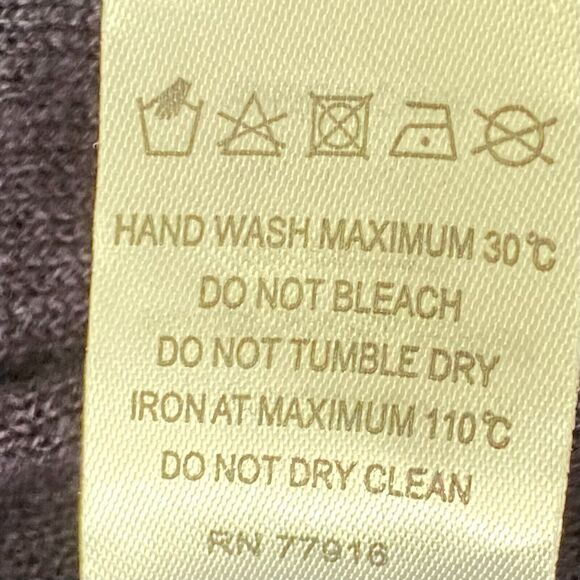 HAND WASH MAXIMUM 30℃
DO NOT BLEACH
DO NOT TUMBLE DRY
IRON AT MAXIMUM 110℃
DO NOT DRY CLEAN
RN 77916